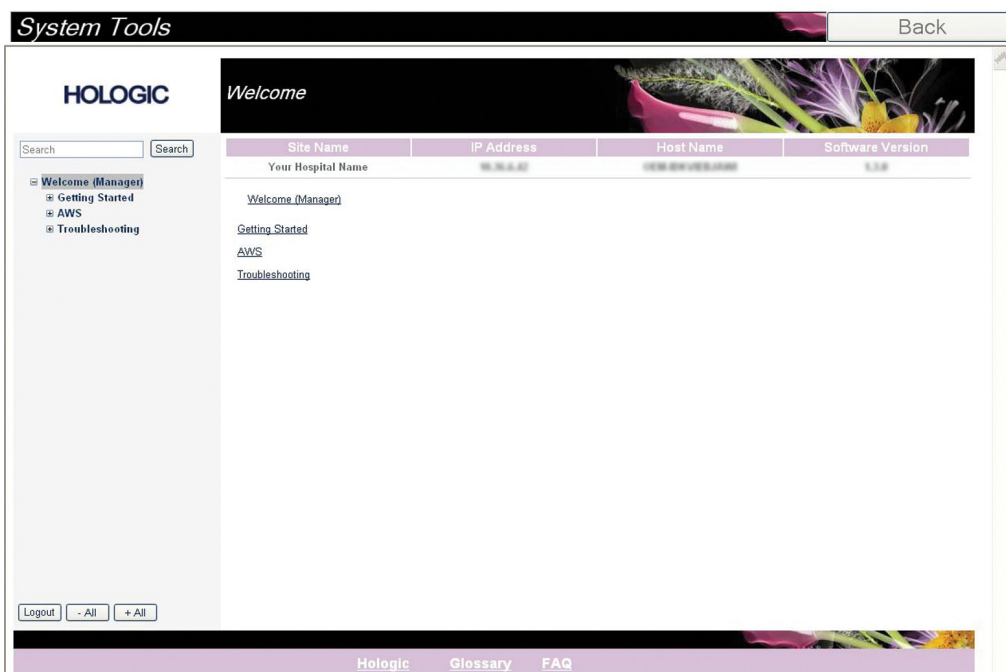 System Tools
Back
HOLOGIC
Welcome
Search
Search
Welcome (Manager)
Getting Started
AWS
Troubleshooting
Site Name IP Address Host Name Software Version
Your Hospital Name
Welcome (Manager)
Getting Started
AWS
Troubleshooting
Logout - All + All
Hologic Glossary FAQ